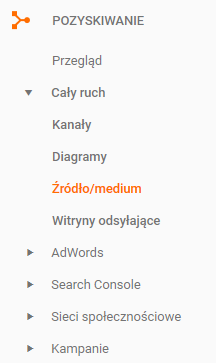 POZYSKIWANIE
Przegląd
Cały ruch
Kanały
Diagramy
Źródło/medium
Witryny odsyłające
AdWords
Search Console
Sieci społecznościowe
Kampanie